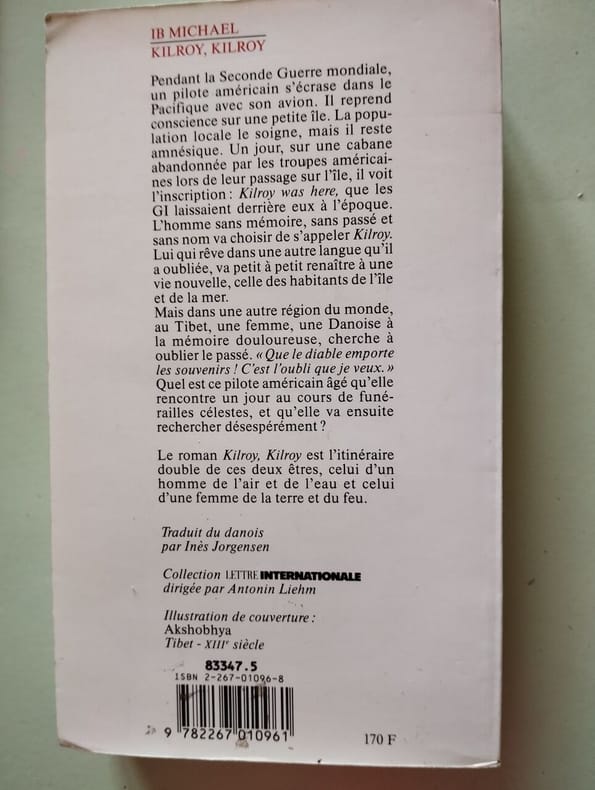 IB MICHAEL
KILROY, KILROY
Pendant la Seconde Guerre mondiale,
un pilote américain s'écrase dans le
Pacifique avec son avion. Il reprend
conscience sur une petite île. La popu-
lation locale le soigne, mais il reste
amnésique. Un jour, sur une cabane
abandonnée par les troupes américai-
nes lors de leur passage sur l'île, il voit
l'inscription : Kilroy was here, que les
GI laissaient derrière eux à l'époque.
L'homme sans mémoire, sans passé et
sans nom va choisir de s'appeler Kilroy.
Lui qui rêve dans une autre langue qu'il
a oubliée, va petit à petit renaître à une
vie nouvelle, celle des habitants de l'île
et de la mer.
Mais dans une autre région du monde,
au Tibet, une femme, une Danoise à
la mémoire douloureuse, cherche à
oublier le passé. « Que le diable emporte
les souvenirs ! C'est l'oubli que je veux. »
Quel est ce pilote américain âgé qu'elle
rencontre un jour au cours de funé-
railles célestes, et qu'elle va ensuite
rechercher désespérément ?
Le roman Kilroy, Kilroy est l'itinéraire
double de ces deux êtres, celui d'un
homme de l'air et de l'eau et celui
d'une femme de la terre et du feu.
Traduit du danois
par Inès Jorgensen
Collection LETTRE INTERNATIONALE
dirigée par Antonin Liehm
Illustration de couverture :
Akshobhya
Tibet - XIIIe siècle
83347.5
ISBN 2-267-01096-8
9 782267 010961
170 F